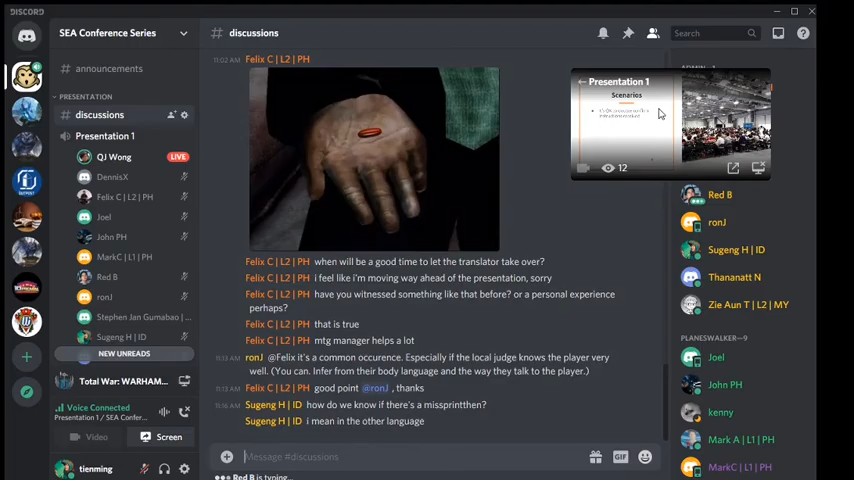 DISCORD
SEA Conference Series
# announcements
PRESENTATION
discussions
Presentation 1
QJ Wong LIVE
DennisX
Felix C | L2 | PH
Joel
John PH
MarkC | L1 | PH
Red B
ronJ
Stephen Jan Gumabao | ...
Sugeng H | ID
NEW UNREADS
Total War: WARHAM...
Voice Connected
Presentation 1 / SEA Confer...
Video
Screen
tienming
# discussions
Search
11:02 AM Felix C | L2 | PH
Felix C | L2 | PH when will be a good time to let the translator take over?
Felix C | L2 | PH i feel like i'm moving way ahead of the presentation, sorry
Felix C | L2 | PH have you witnessed something like that before? or a personal experience
perhaps?
Felix C | L2 | PH that is true
Felix C | L2 | PH mtg manager helps a lot
11:13 AM ronJ @Felix it's a common occurence. Especially if the local judge knows the player very
well. (You can. Infer from their body language and the way they talk to the player.)
11:13 AM Felix C | L2 | PH good point @ronJ , thanks
11:16 AM Sugeng H | ID how do we know if there's a missprintthen?
Sugeng H | ID i mean in the other language
Message #discussions
GIF
Red B is typing...
← Presentation 1
Scenarios
12
Red B
ronJ
Sugeng H | ID
Thananatt N
Zie Aun T | L2 | MY
PLANESWALKER—9
Joel
John PH
kenny
Mark A | L1 | PH
MarkC | L1 | PH